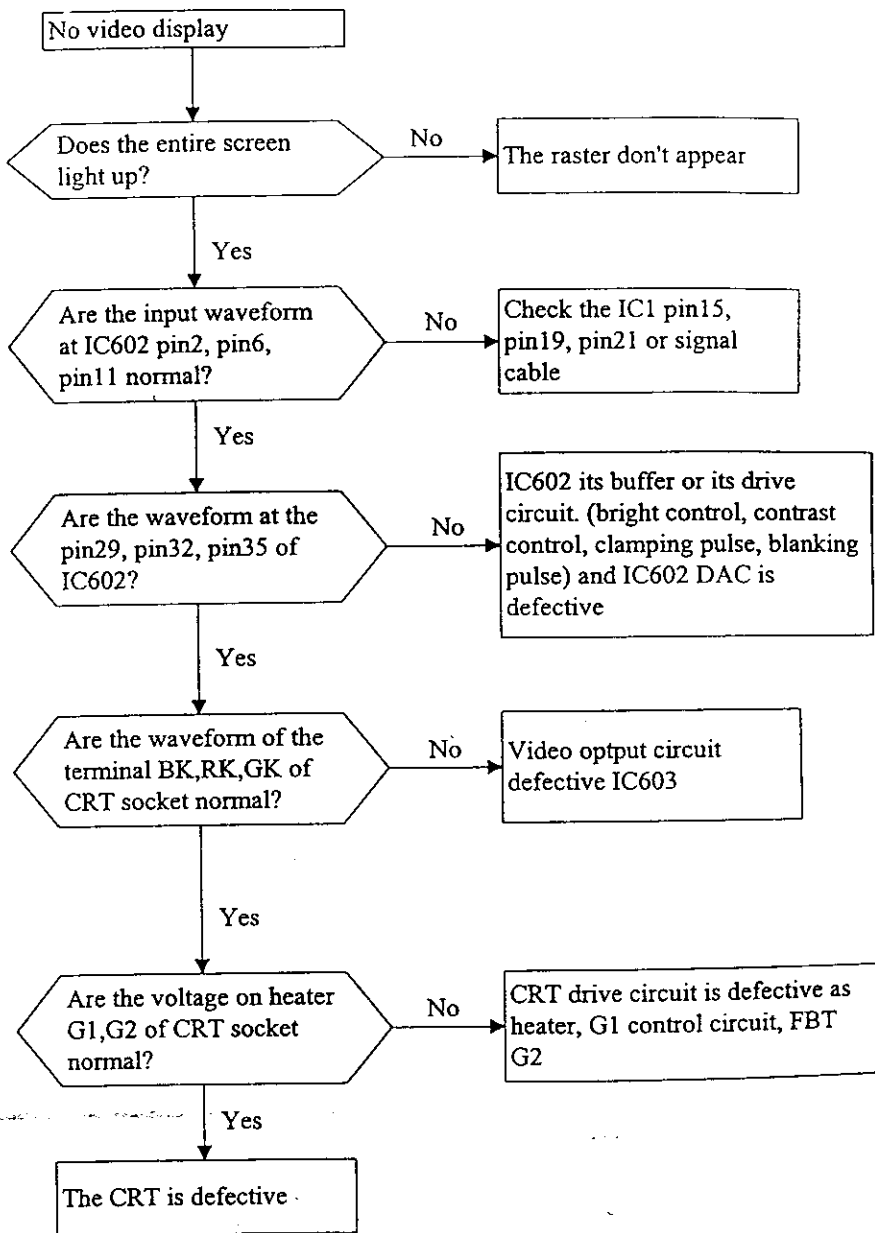 No video display
Does the entire screen
light up?
No
The raster don't appear
Yes
Are the input waveform
at IC602 pin2, pin6,
pin11 normal?
No
Check the IC1 pin15,
pin19, pin21 or signal
cable
Yes
Are the waveform at the
pin29, pin32, pin35 of
IC602?
No
IC602 its buffer or its drive
circuit. (bright control, contrast
control, clamping pulse, blanking
pulse) and IC602 DAC is
defective
Yes
Are the waveform of the
terminal BK,RK,GK of
CRT socket normal?
No
Video optput circuit
defective IC603
Yes
Are the voltage on heater
G1,G2 of CRT socket
normal?
No
CRT drive circuit is defective as
heater, G1 control circuit, FBT
G2
Yes
The CRT is defective